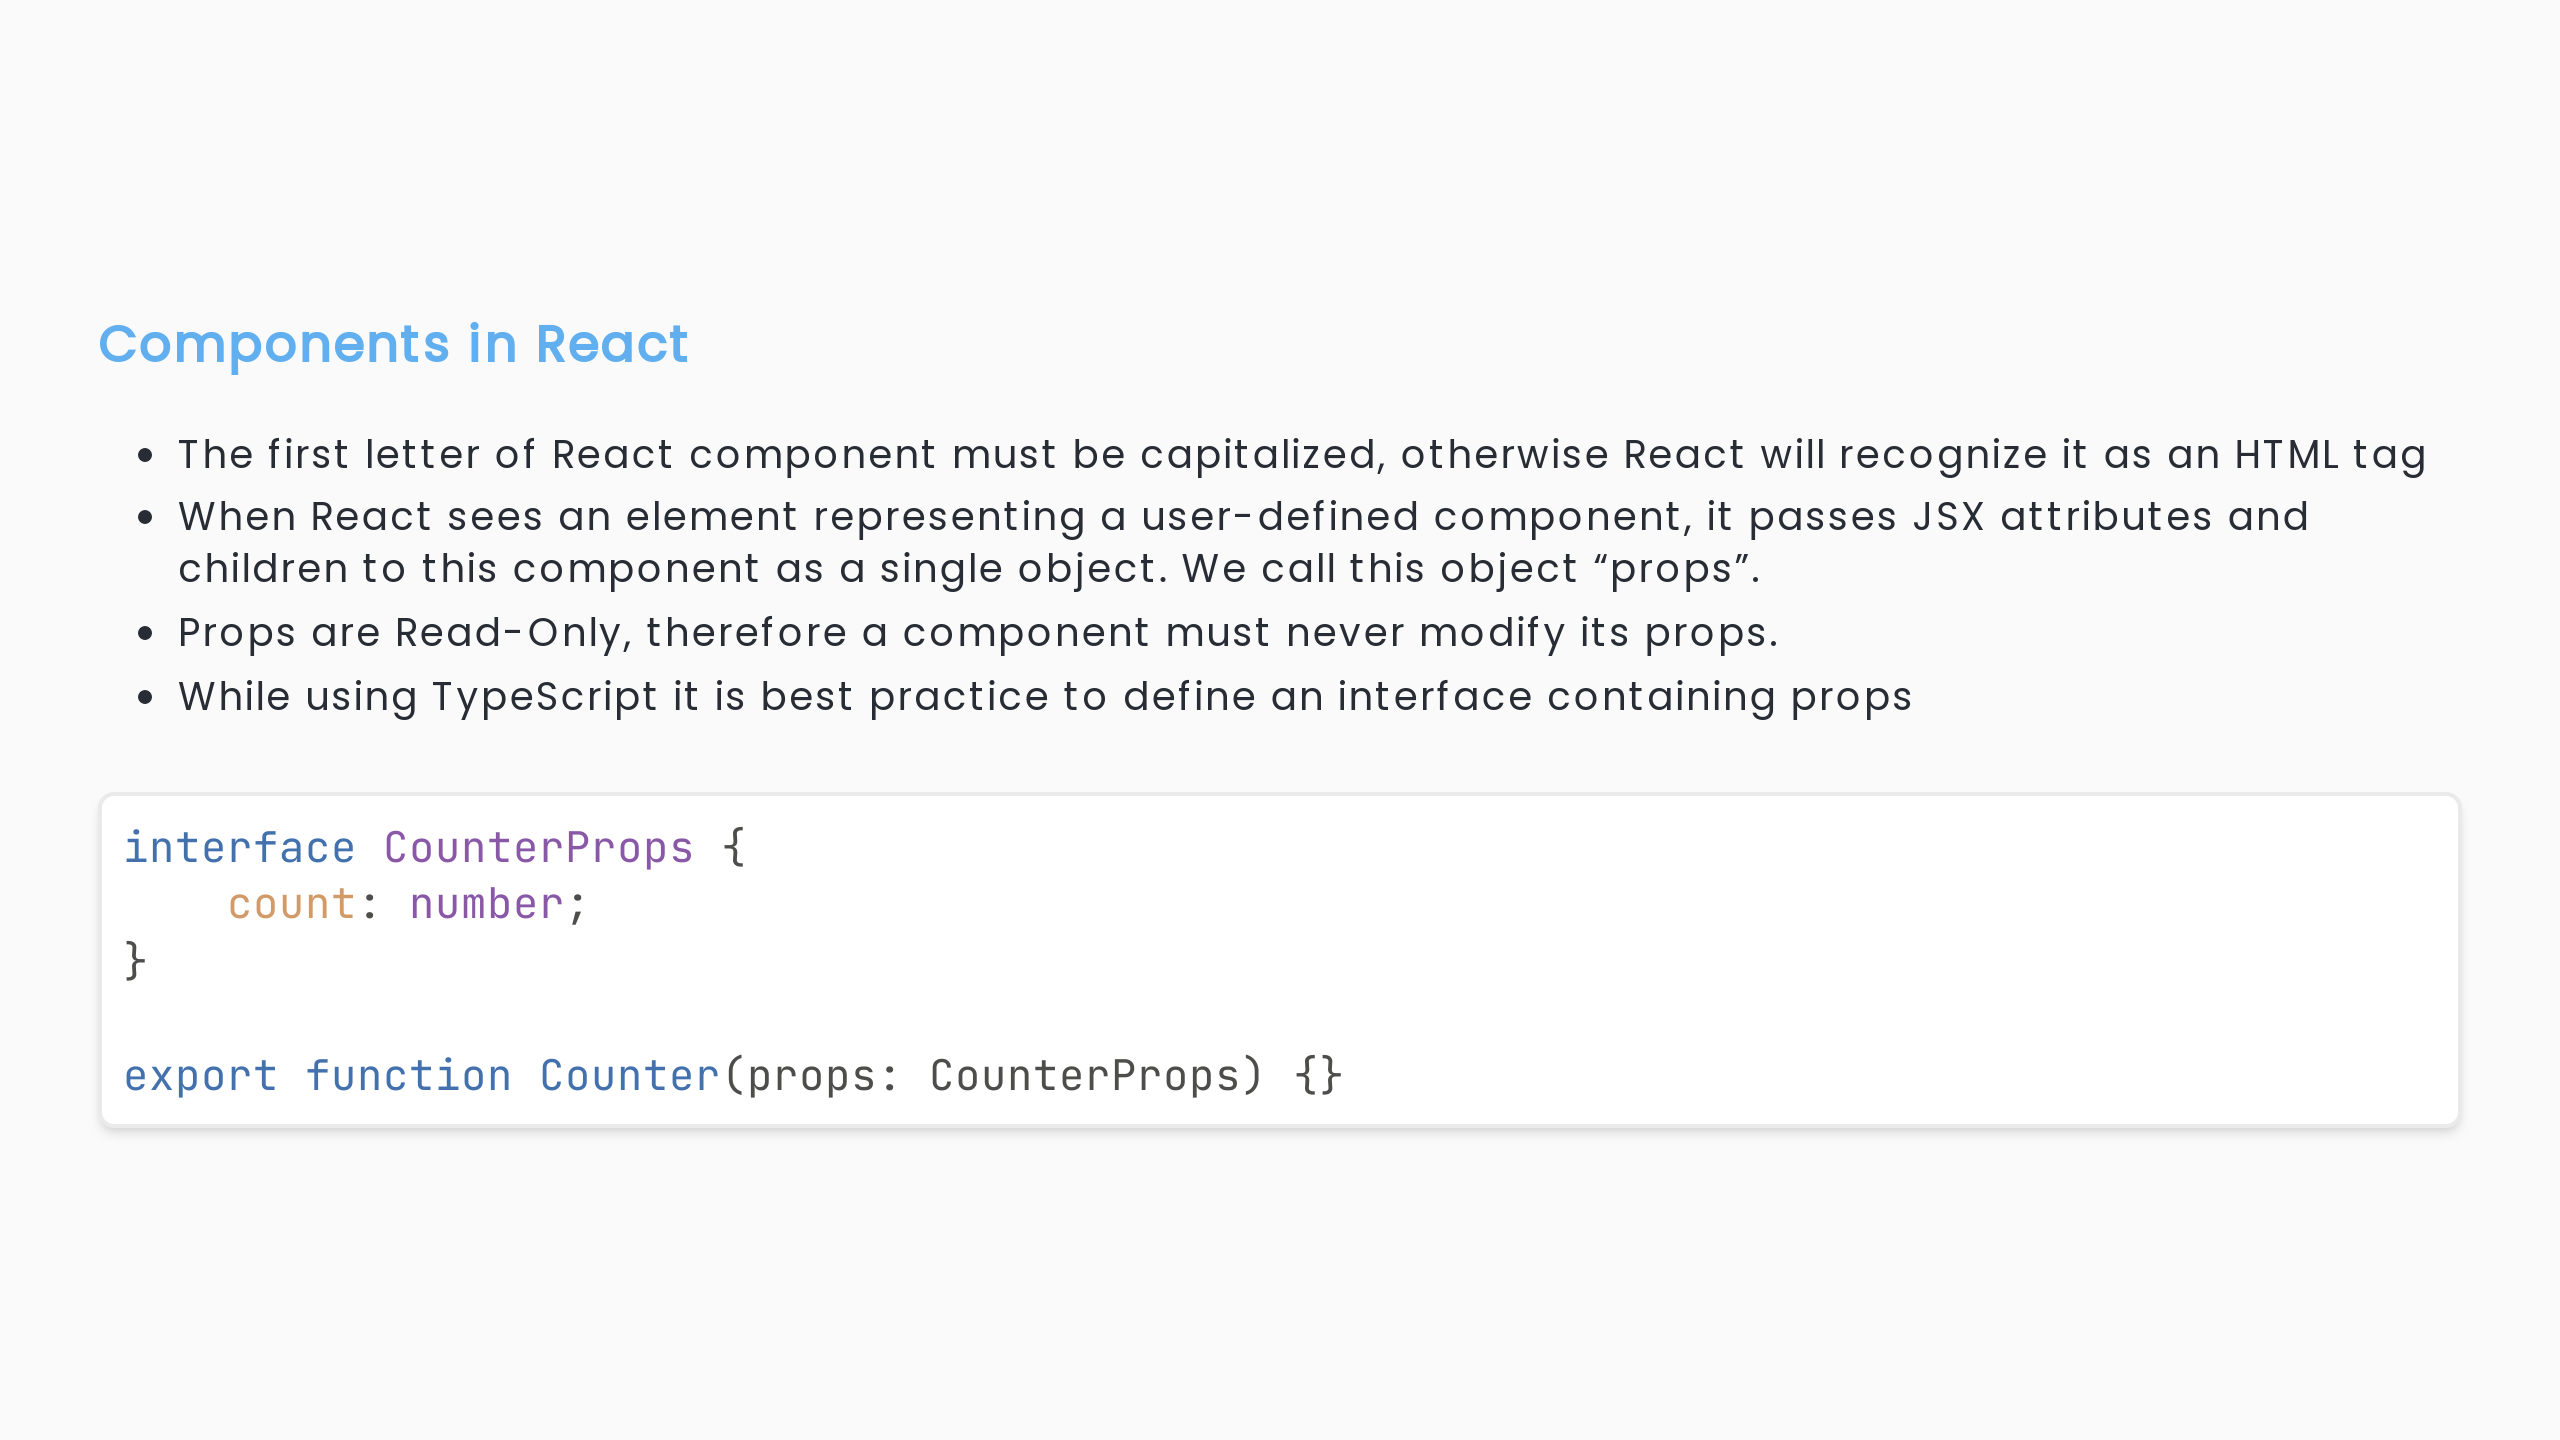 Components in React
• The first letter of React component must be capitalized, otherwise React will recognize it as an HTML tag
• When React sees an element representing a user-defined component, it passes JSX attributes and
children to this component as a single object. We call this object “props”.
• Props are Read-Only, therefore a component must never modify its props.
• While using TypeScript it is best practice to define an interface containing props
interface CounterProps {
    count: number;
}
export function Counter(props: CounterProps) {}